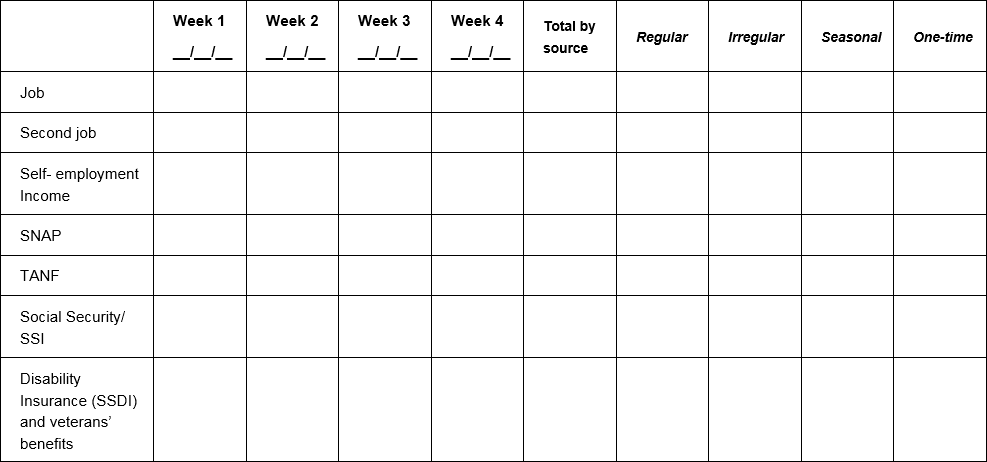 Week 1 Week 2 Week 3 Week 4 Total by source Regular Irregular Seasonal One-time
__/__/__ __/__/__ __/__/__ __/__/__
Job
Second job
Self- employment
Income
SNAP
TANF
Social Security/
SSI
Disability
Insurance (SSDI)
and veterans’
benefits